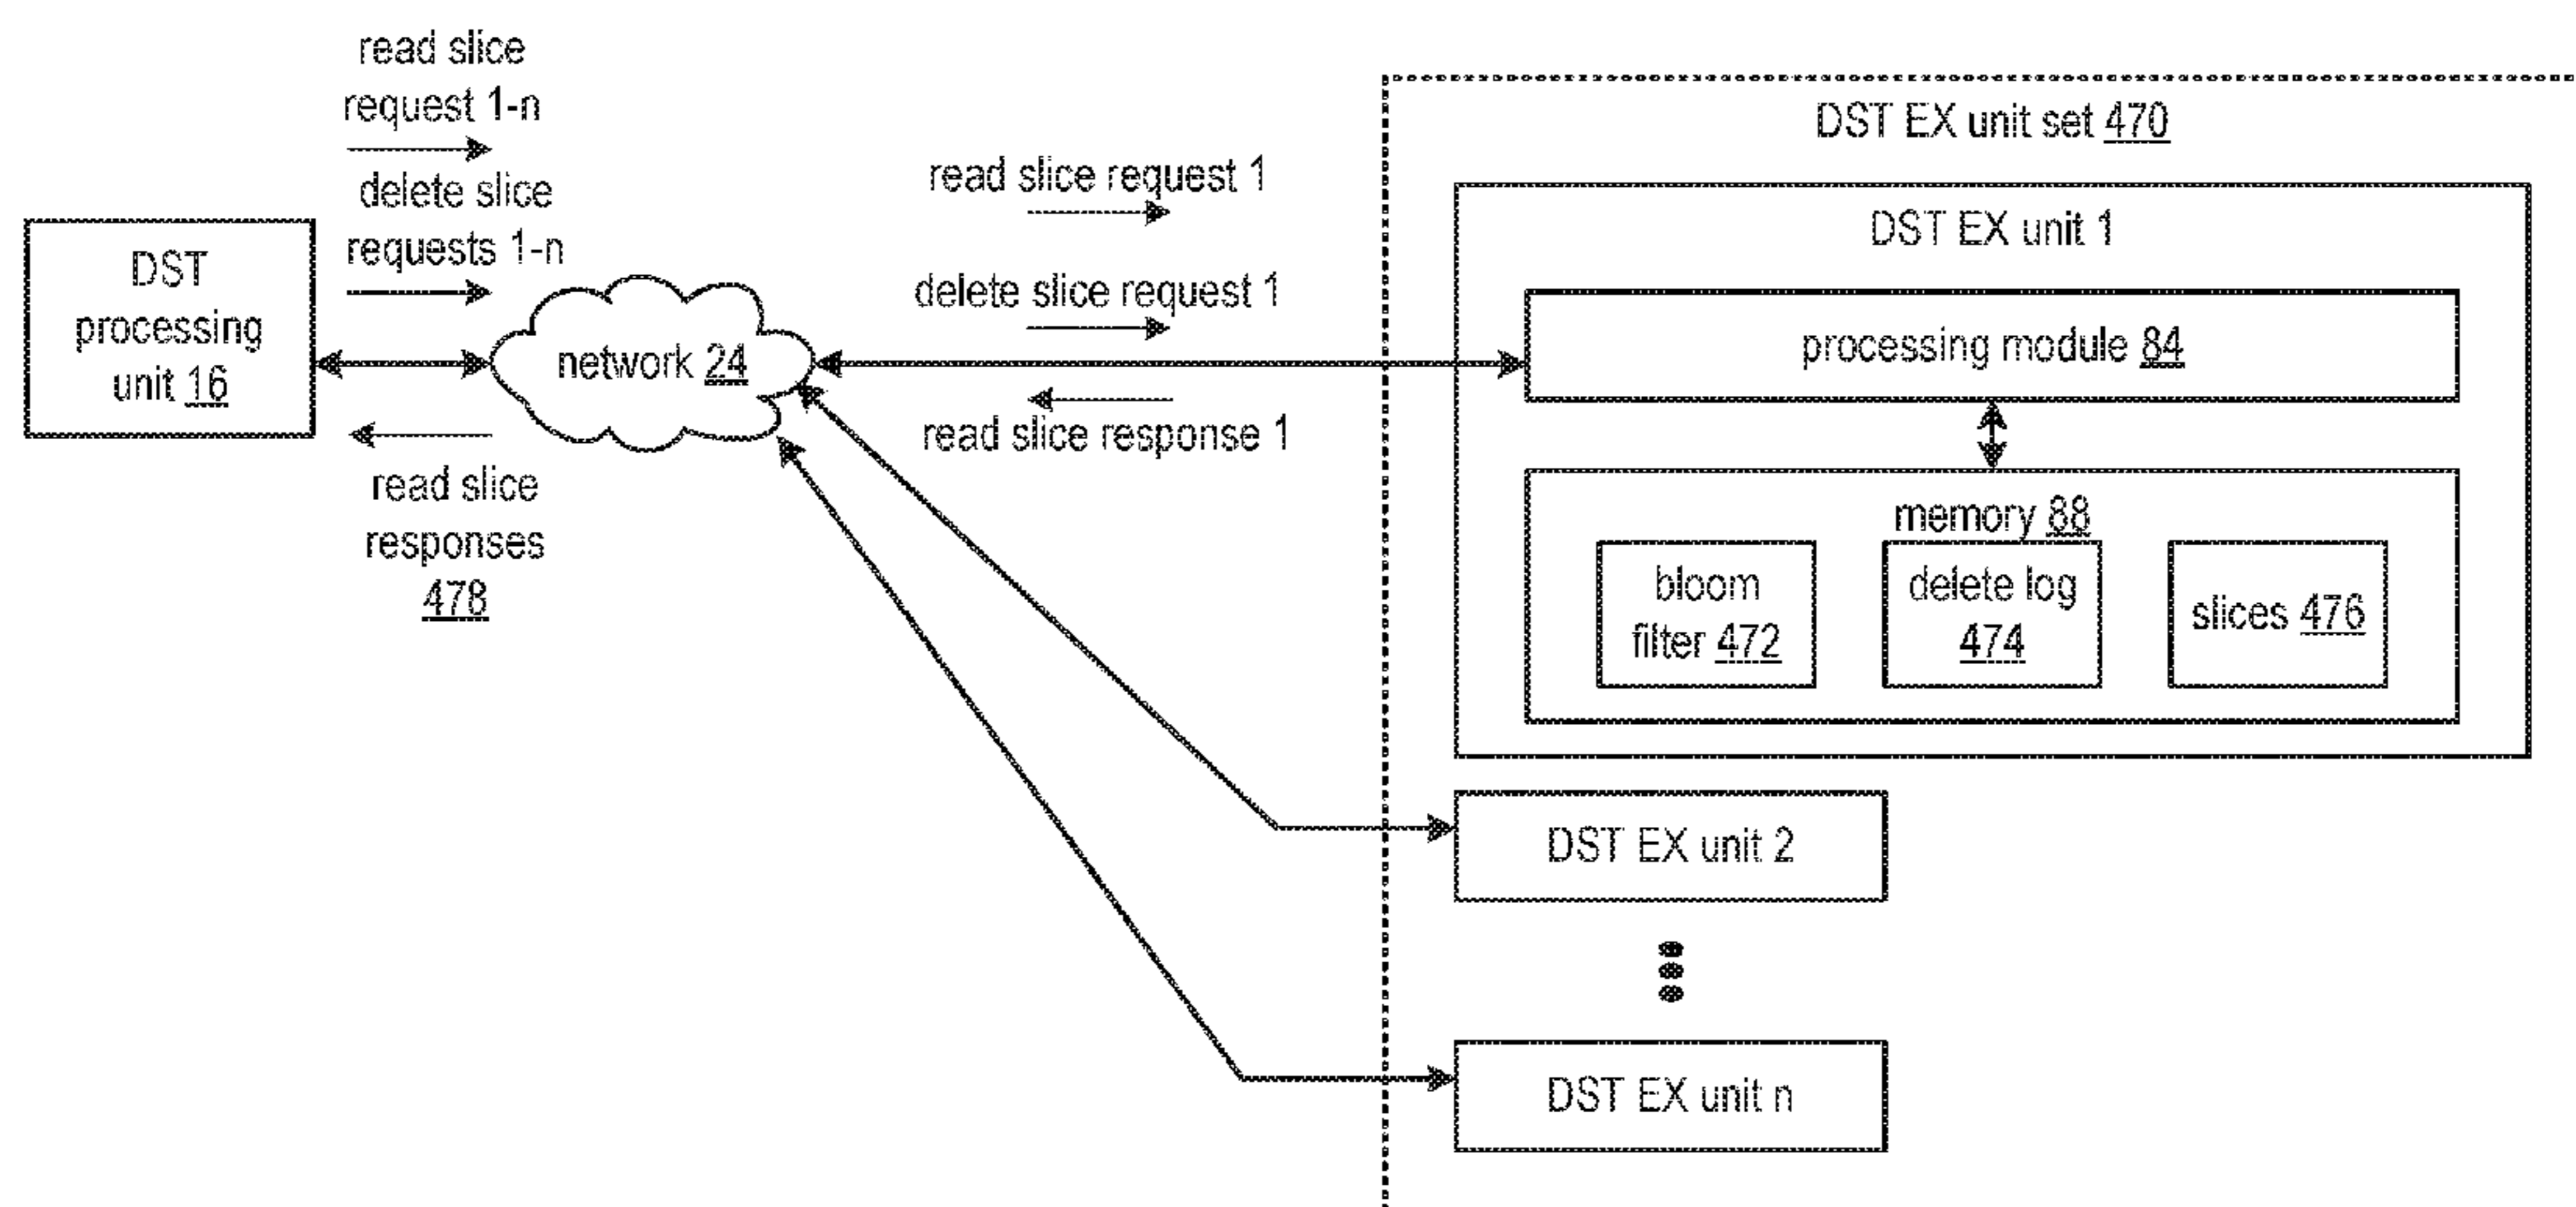 read slice
request 1-n
delete slice
requests 1-n
DST
processing
unit 16
network 24
read slice
responses
478
read slice request 1
delete slice request 1
read slice response 1
DST EX unit set 470
DST EX unit 1
processing module 84
memory 88
bloom
filter 472
delete log
474
slices 476
DST EX unit 2
DST EX unit n